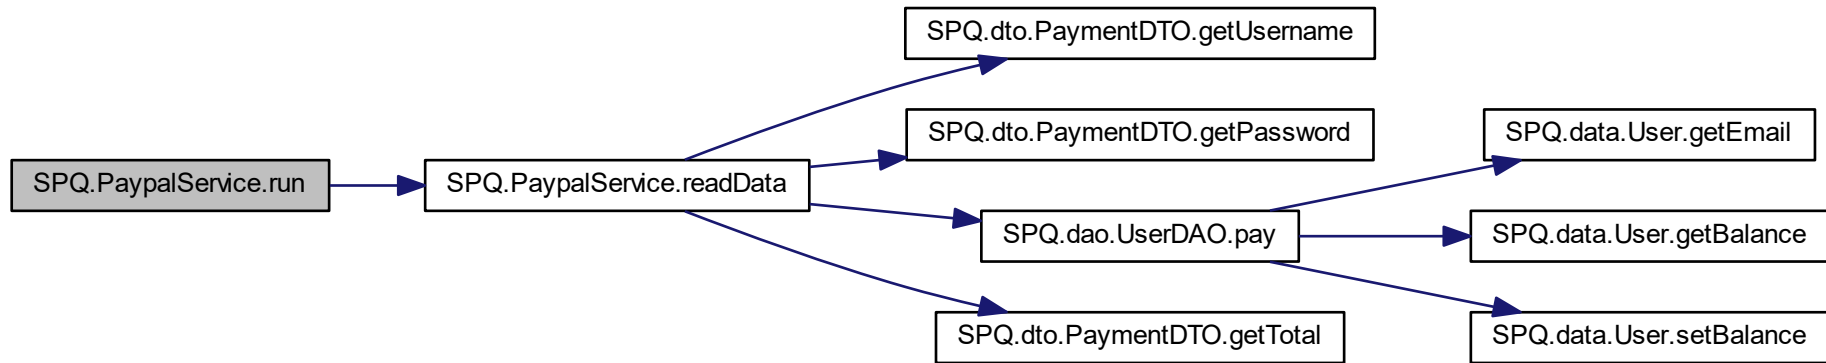 SPQ.dto.PaymentDTO.getUsername
SPQ.dto.PaymentDTO.getPassword
SPQ.data.User.getEmail
SPQ.PaypalService.run
SPQ.PaypalService.readData
SPQ.dao.UserDAO.pay
SPQ.data.User.getBalance
SPQ.dto.PaymentDTO.getTotal
SPQ.data.User.setBalance